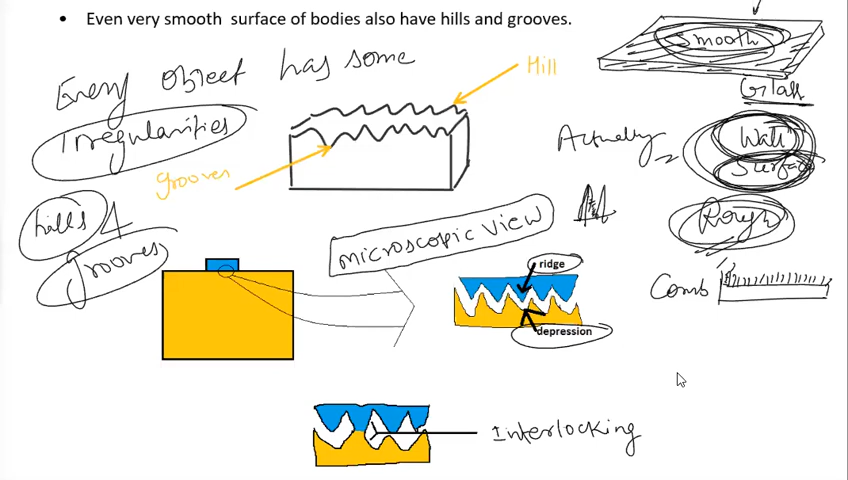 • Even very smooth surface of bodies also have hills and grooves.
Every object has some
Irregularities
hills &
grooves
Hill
grooves
Smooth
Glass
Actually
Wall
Surface
Rough
Comb
microscopic view
ridge
depression
Interlocking